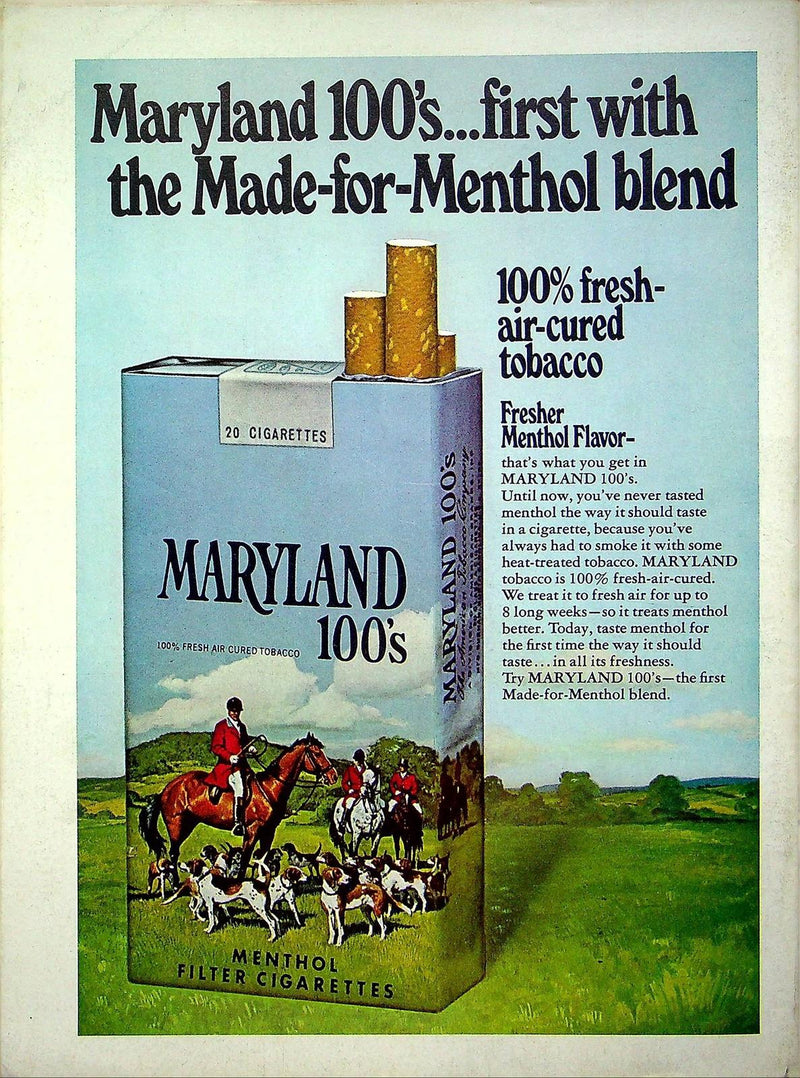 Maryland 100's...first with
the Made-for-Menthol blend
100% fresh-
air-cured
tobacco
Fresher
Menthol Flavor–
that's what you get in
MARYLAND 100's.
Until now, you've never tasted
menthol the way it should taste
in a cigarette, because you've
always had to smoke it with some
heat-treated tobacco. MARYLAND
tobacco is 100% fresh-air-cured.
We treat it to fresh air for up to
8 long weeks—so it treats menthol
better. Today, taste menthol for
the first time the way it should
taste...in all its freshness.
Try MARYLAND 100's—the first
Made-for-Menthol blend.
20 CIGARETTES
MARYLAND
100's
100% FRESH AIR CURED TOBACCO
MENTHOL
FILTER CIGARETTES
MARYLAND 100's
The American Tobacco Company